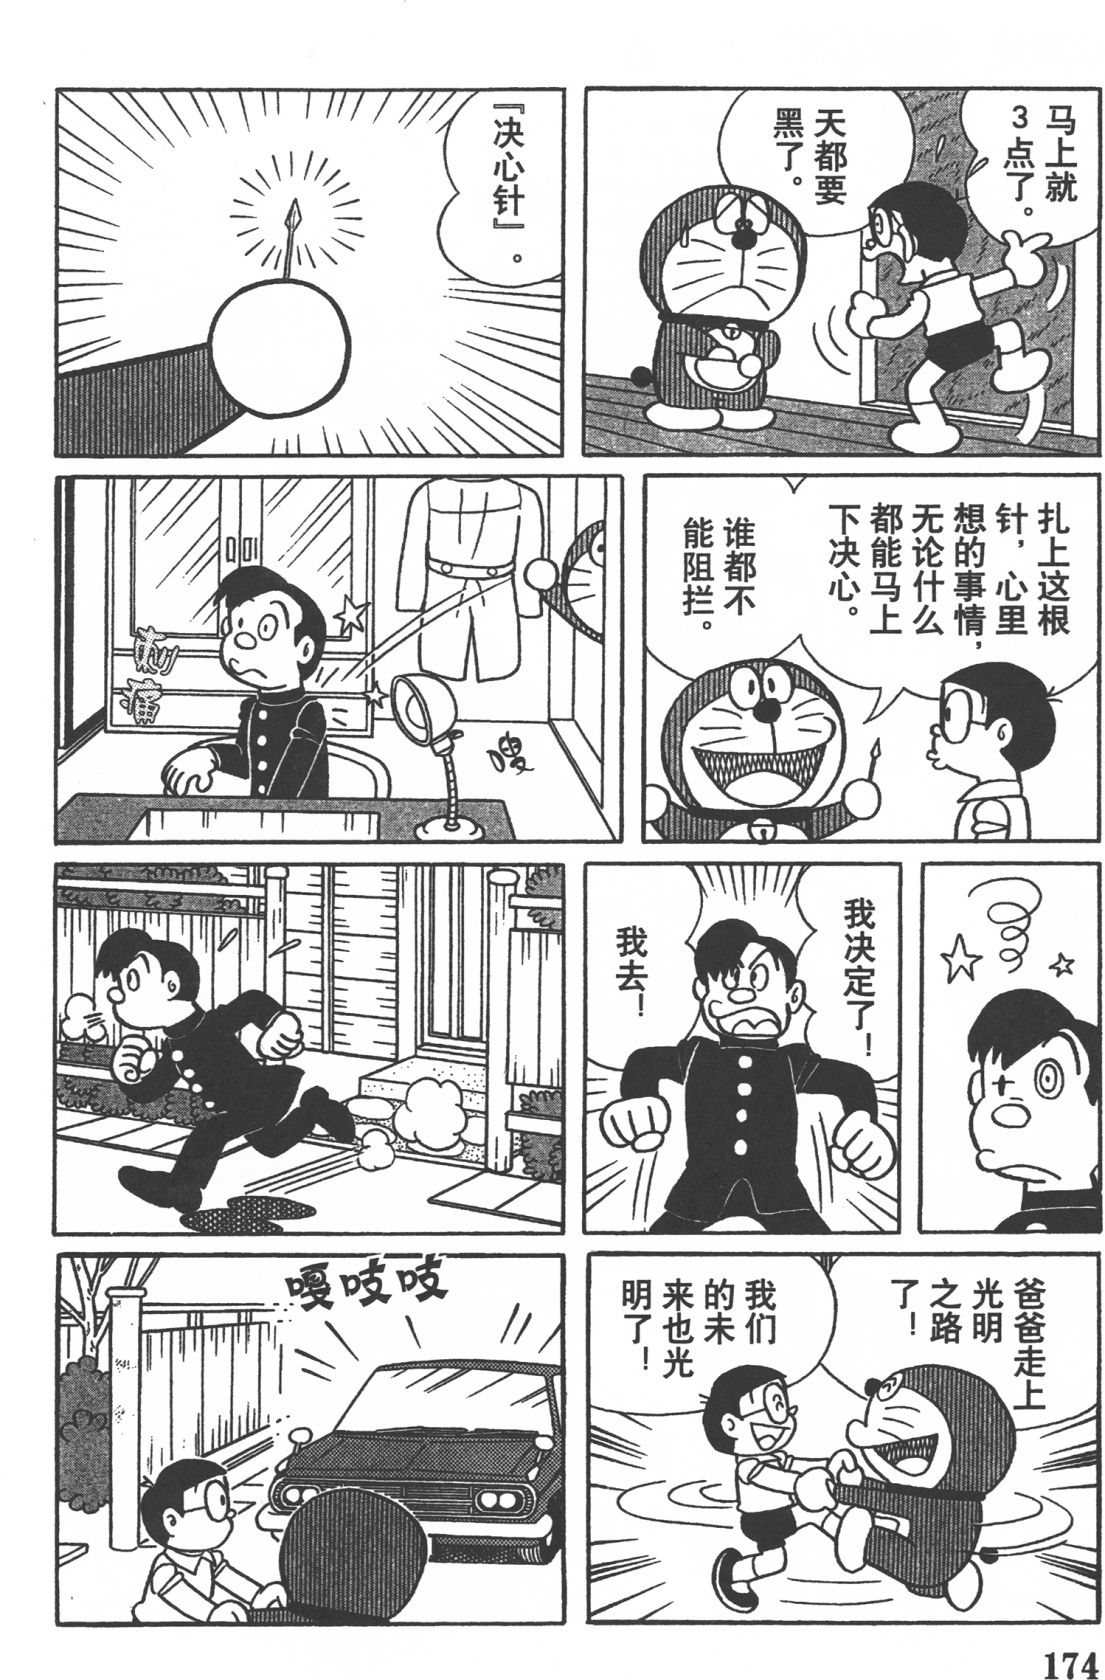 马上就
3点了。
天都要
黑了。
『决心针』。
扎上这根
针，心里
想的事情，
无论什么
都能马上
下决心。
谁都不
能阻拦。
嗖
刺
痛
我决定了！
我去！
爸爸走上
光明
之路
了！
我们
的未
来也光
明了！
嘎吱吱
174